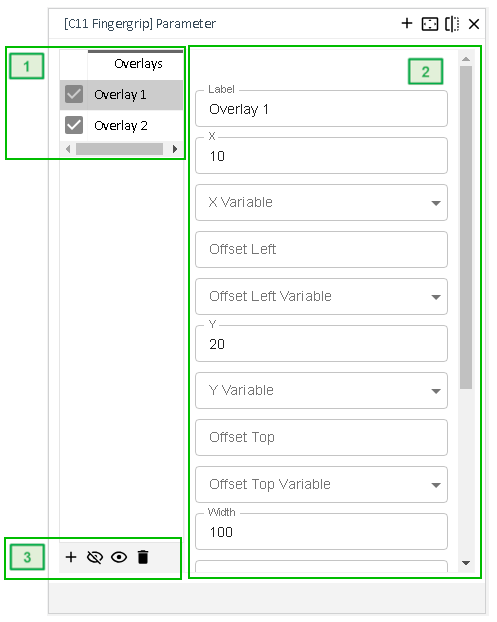 [C11 Fingergrip] Parameter
1
Overlays
Overlay 1
Overlay 2
2
Label
Overlay 1
X
10
X Variable
Offset Left
Offset Left Variable
Y
20
Y Variable
Offset Top
Offset Top Variable
Width
100
3